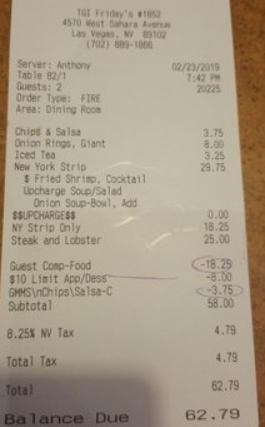 TGI Friday's #1852
4570 West Sahara Avenue
Las Vegas, NV 89102
(702) 889-1866
Server: Anthony 02/23/2019
Table 82/1 7:42 PM
Guests: 2 20225
Order Type: FIRE
Area: Dining Room
Chips & Salsa 3.75
Onion Rings, Giant 8.00
Iced Tea 3.25
New York Strip 29.75
$ Fried Shrimp, Cocktail
Upcharge Soup/Salad
Onion Soup-Bowl, Add
$$UPCHARGE$$ 0.00
NY Strip Only 18.25
Steak and Lobster 25.00
Guest Comp-Food -18.25
$10 Limit App/Dess -8.00
GMMS\nChips\Salsa-C -3.75
Subtotal 58.00
8.25% NV Tax 4.79
Total Tax 4.79
Total 62.79
Balance Due 62.79